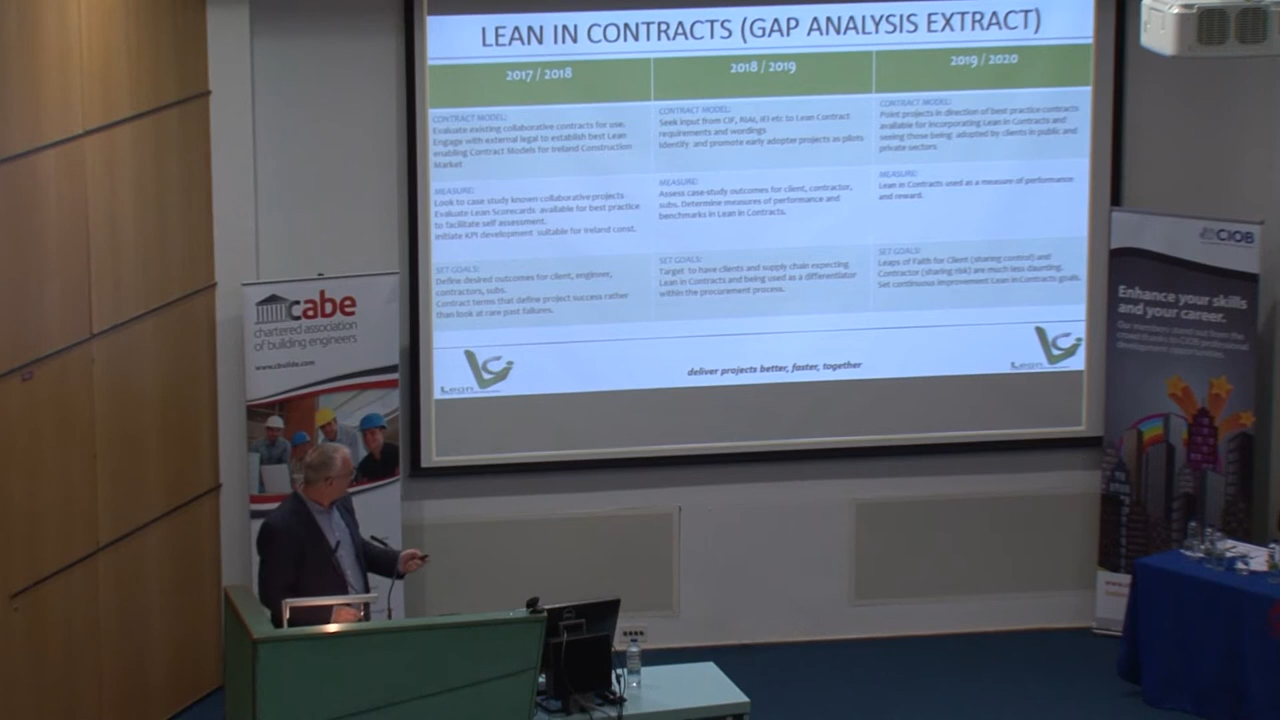 LEAN IN CONTRACTS (GAP ANALYSIS EXTRACT)
2017 / 2018
CONTRACT MODEL:
Evaluate existing collaborative contracts for use.
Engage with external legal to establish best Lean
enabling Contract Models for Ireland Construction
Market
MEASURE:
Look to case study known collaborative projects
Evaluate Lean Scorecards available for best practice
to facilitate self assessment.
Initiate KPI development suitable for Ireland const.
SET GOALS:
Define desired outcomes for client, engineer,
contractors, subs.
Contract terms that define project success rather
than look at rare past failures.
2018 / 2019
CONTRACT MODEL:
Seek input from CIF, RIAI, IEI etc to Lean Contract
requirements and wordings
Identity and promote early adopter projects as pilots
MEASURE:
Assess case-study outcomes for client, contractor,
subs. Determine measures of performance and
benchmarks in Lean in Contracts.
SET GOALS:
Target to have clients and supply chain expecting
Lean in Contracts and being used as a differentiator
within the procurement process.
2019 / 2020
CONTRACT MODEL:
Point projects in direction of best practice contracts
available for incorporating Lean in Contracts and
seeing those being adopted by clients in public and
private sectors
MEASURE:
Lean in Contracts used as a measure of performance
and reward.
SET GOALS:
Leaps of Faith for Client (sharing control) and
Contractor (sharing risk) are much less daunting.
Set continuous improvement Lean in Contracts goals.
Lean
deliver projects better, faster, together
Lean
cabe
chartered association
of building engineers
www.cbuilde.com
CIOB
Enhance your skills
and your career.
Our members stand out from the